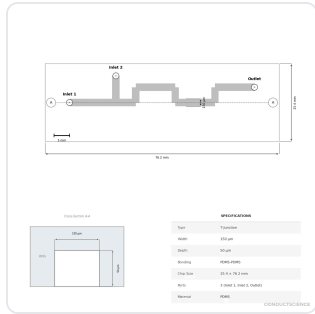 Inlet 2
Inlet 1
Outlet
A
A
5 mm
76.2 mm
25.4 mm
SPECIFICATIONS
Type T-Junction
Width 150 µm
Depth 50 µm
Bonding PDMS-PDMS
Chip Size 25.4 × 76.2 mm
Ports 3 (Inlet 1, Inlet 2, Outlet)
Material PDMS
150 µm
50 µm
CONDUCTSCIENCE